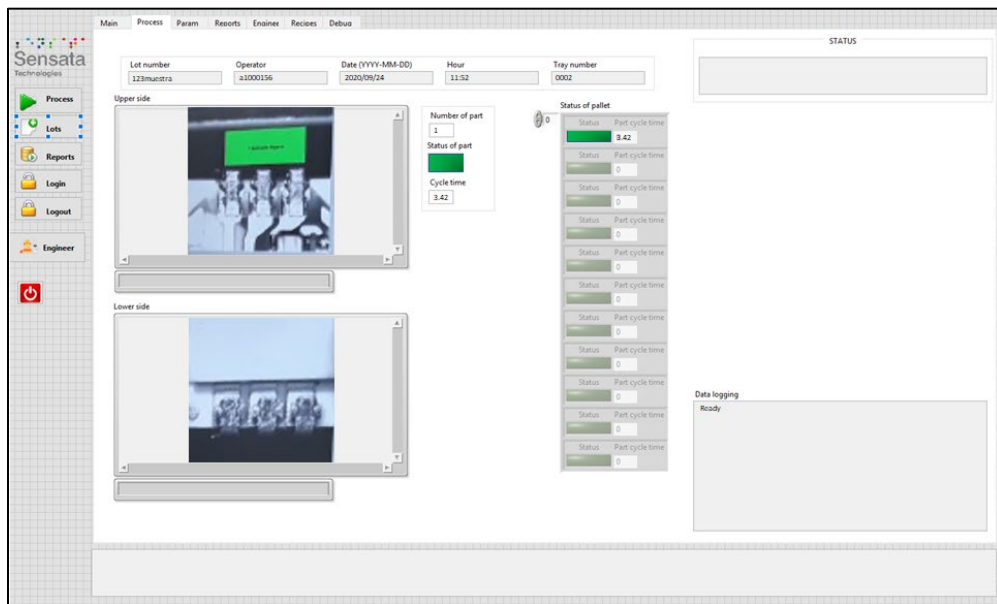 Main Process Param Reports Engineer Recipes Debug
Sensata
Technologies
Process
Lots
Reports
Login
Logout
Engineer
Lot number Operator Date (YYYY-MM-DD) Hour Tray number
123muestra a1000156 2020/09/24 11:52 0002
Upper side
Lower side
Number of part
1
Status of part
Cycle time
3.42
Status of pallet
0
Status Part cycle time
3.42
Status Part cycle time
0
Status Part cycle time
0
Status Part cycle time
0
Status Part cycle time
0
Status Part cycle time
0
Status Part cycle time
0
Status Part cycle time
0
Status Part cycle time
0
Status Part cycle time
0
Status Part cycle time
0
STATUS
Data logging
Ready